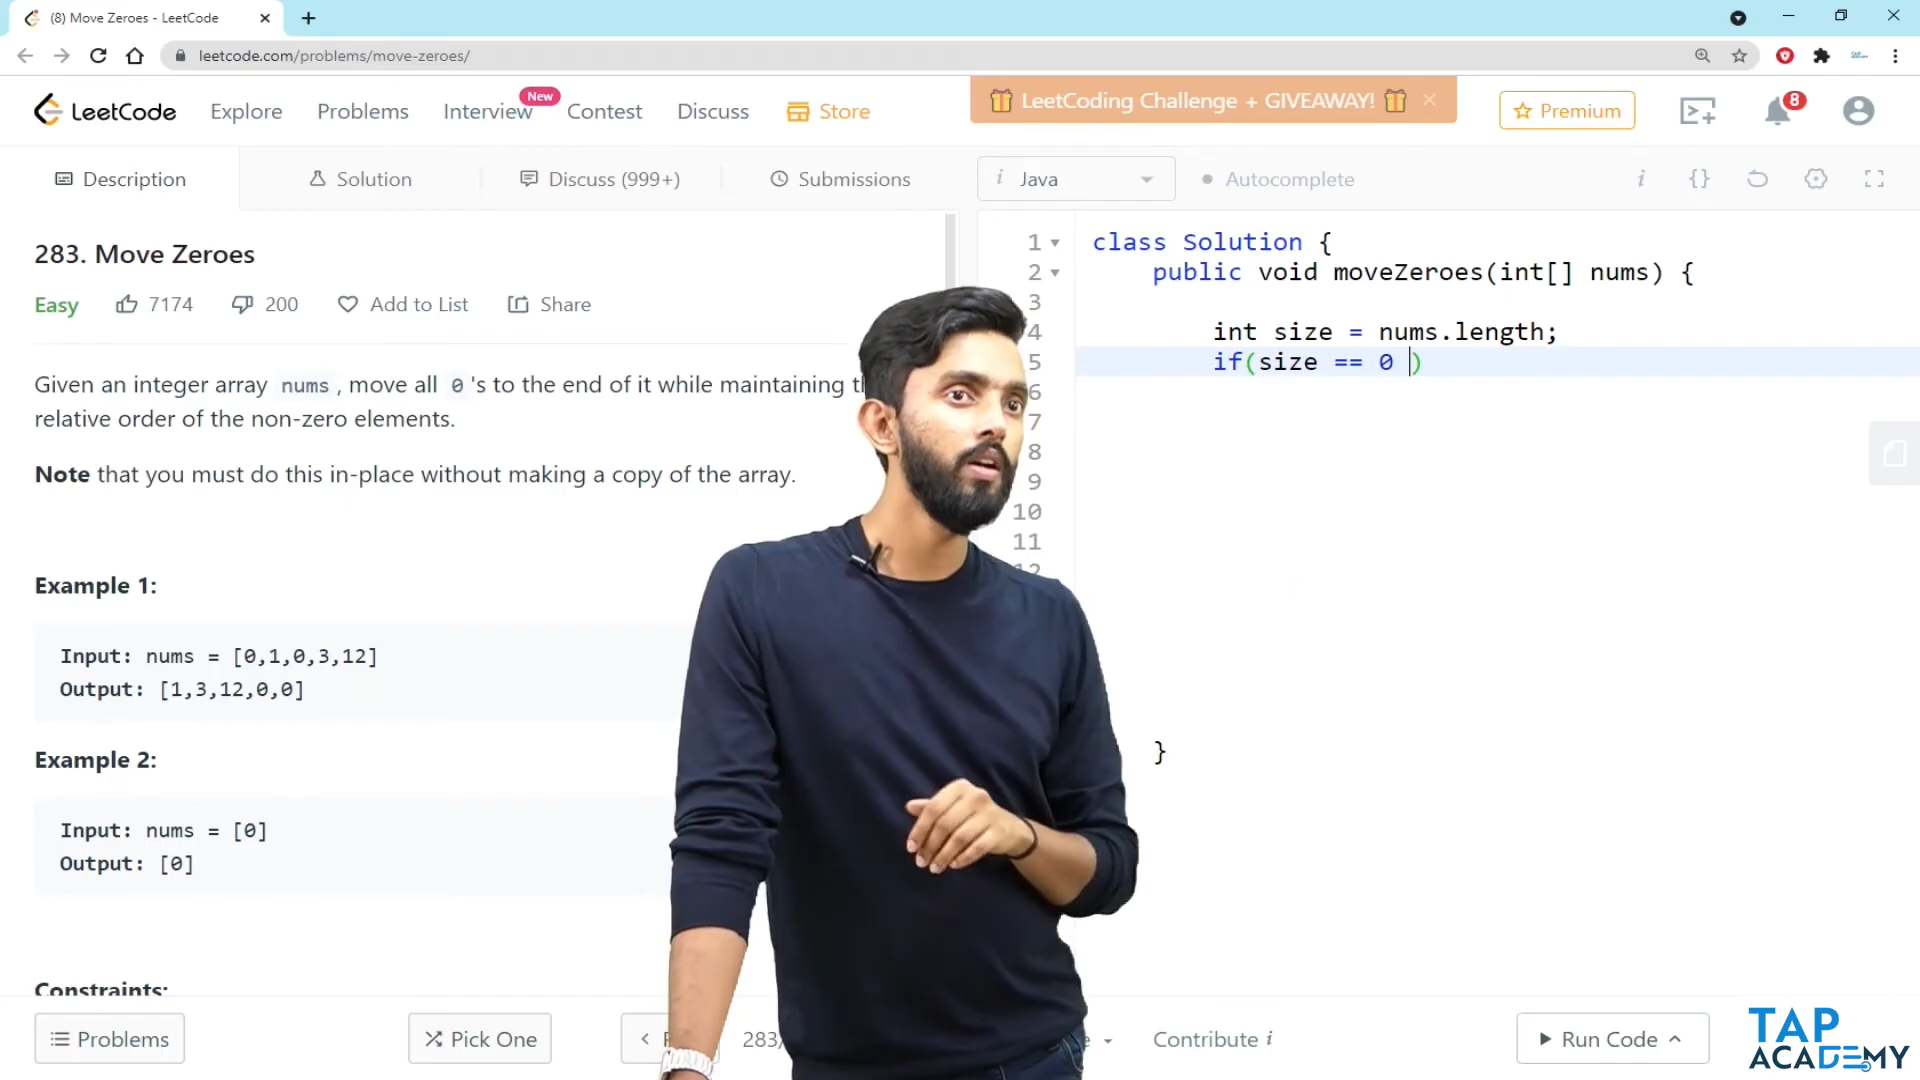 (8) Move Zeroes - LeetCode
leetcode.com/problems/move-zeroes/
LeetCode
Explore
Problems
Interview
New
Contest
Discuss
Store
LeetCoding Challenge + GIVEAWAY!
Premium
8
Description
Solution
Discuss (999+)
Submissions
i Java
Autocomplete
i
{}
283. Move Zeroes
Easy
7174
200
Add to List
Share
Given an integer array nums, move all 0's to the end of it while maintaining
relative order of the non-zero elements.
Note that you must do this in-place without making a copy of the array.
Example 1:
Input: nums = [0,1,0,3,12]
Output: [1,3,12,0,0]
Example 2:
Input: nums = [0]
Output: [0]
Constraints:
1 class Solution {
2 public void moveZeroes(int[] nums) {
3
4 int size = nums.length;
5 if(size == 0 )
6
7
8
9
10
11
12
}
Problems
Pick One
283/
Contribute i
Run Code
TAP
ACADEMY